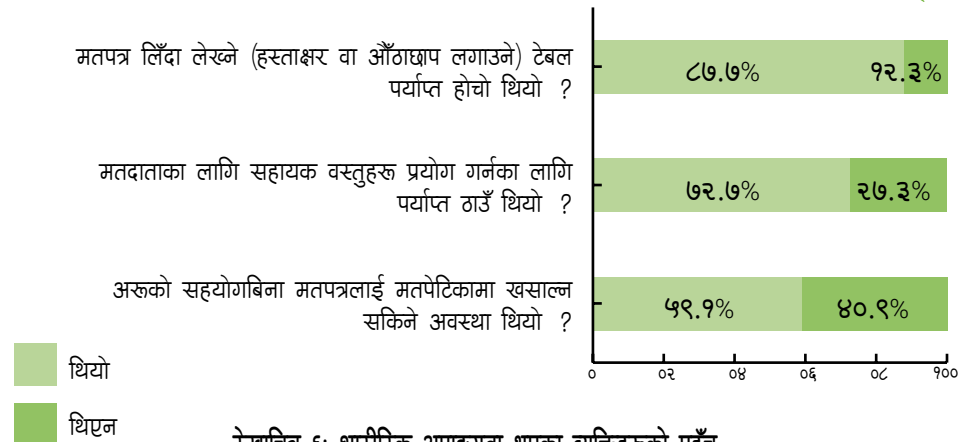 मतपत्र लिँदा लेख्ने (हस्ताक्षर वा औँठाछाप लगाउने) टेबल
पर्याप्त होचो थियो ?
८७.७% १२.३%
मतदाताका लागि सहायक वस्तुहरू प्रयोग गर्नका लागि
पर्याप्त ठाउँ थियो ?
७२.७% २७.३%
अरूको सहयोगबिना मतपत्रलाई मतपेटिकामा खसाल्न
सकिने अवस्था थियो ?
५९.१% ४०.९%
० ०२ ०४ ०६ ०८ १००
थियो
थिएन